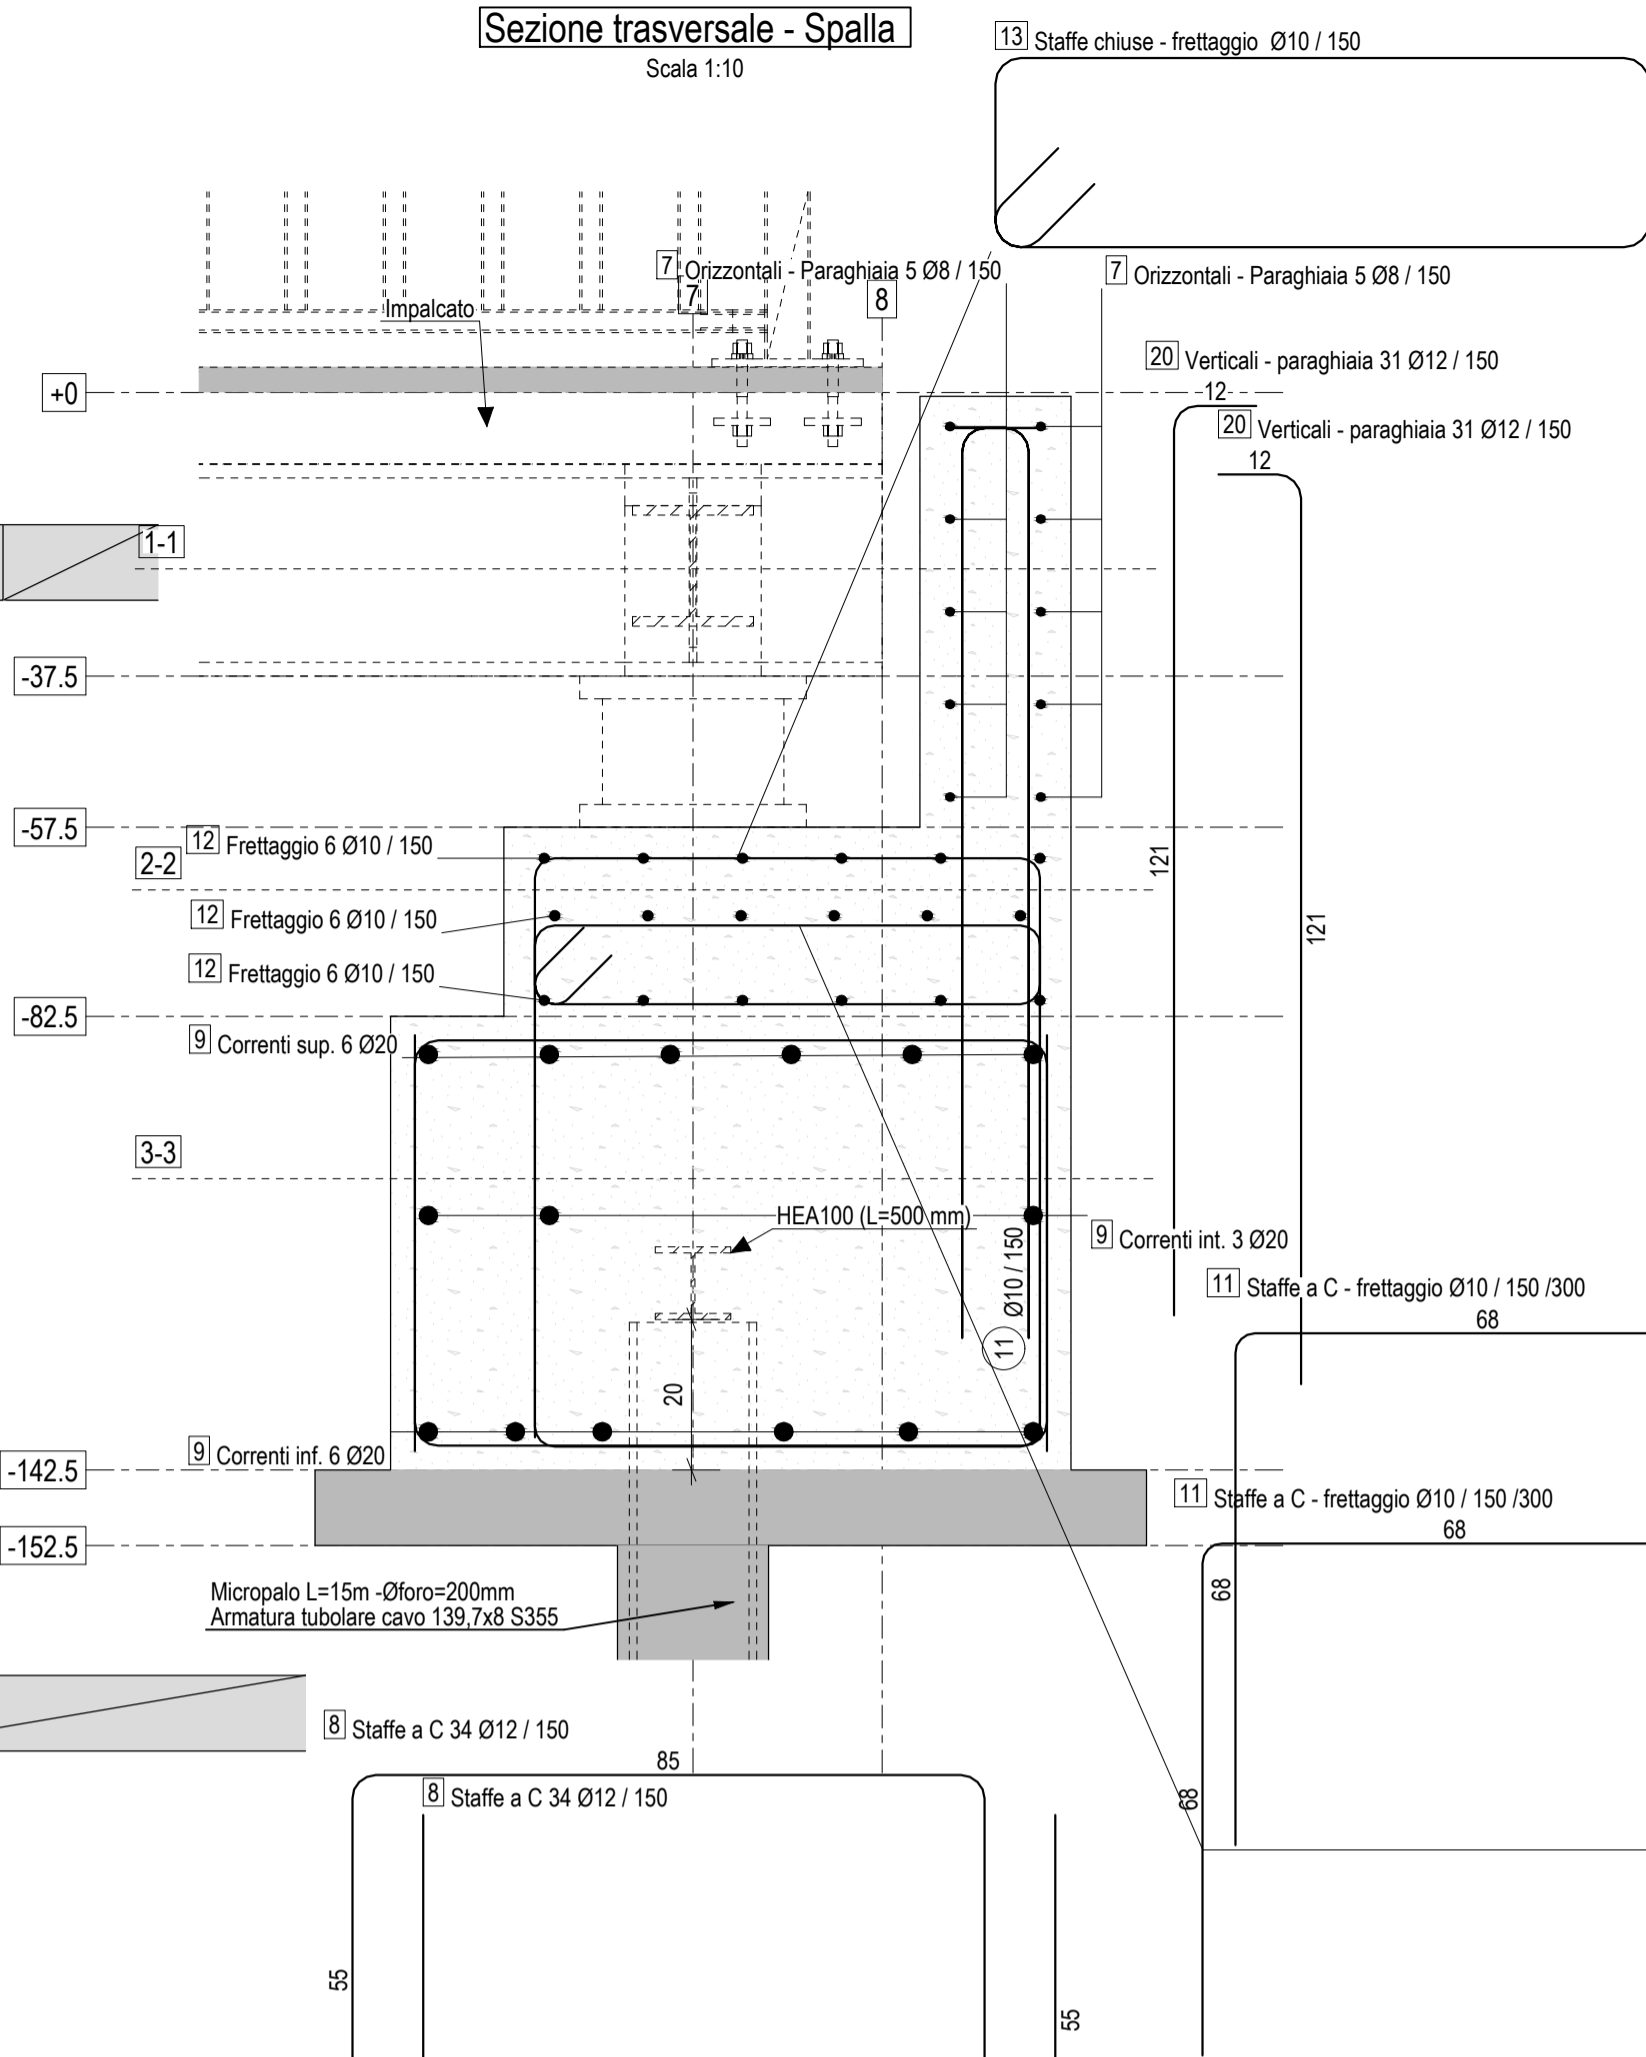 Sezione trasversale - Spalla
Scala 1:10
13 Staffe chiuse - frettaggio Ø10 / 150
7 Orizzontali - Paraghiaia 5 Ø8 / 150
7 Orizzontali - Paraghiaia 5 Ø8 / 150
7
8
Impalcato
20 Verticali - paraghiaia 31 Ø12 / 150
+0
12
20 Verticali - paraghiaia 31 Ø12 / 150
12
1-1
-37.5
-57.5
12 Frettaggio 6 Ø10 / 150
2-2
121
12 Frettaggio 6 Ø10 / 150
121
12 Frettaggio 6 Ø10 / 150
-82.5
9 Correnti sup. 6 Ø20
3-3
HEA100 (L=500 mm)
9 Correnti int. 3 Ø20
11 Ø10 / 150
11 Staffe a C - frettaggio Ø10 / 150 /300
68
20
9 Correnti inf. 6 Ø20
-142.5
11 Staffe a C - frettaggio Ø10 / 150 /300
68
-152.5
68
Micropalo L=15m -Øforo=200mm
Armatura tubolare cavo 139,7x8 S355
8 Staffe a C 34 Ø12 / 150
85
8 Staffe a C 34 Ø12 / 150
68
55
55